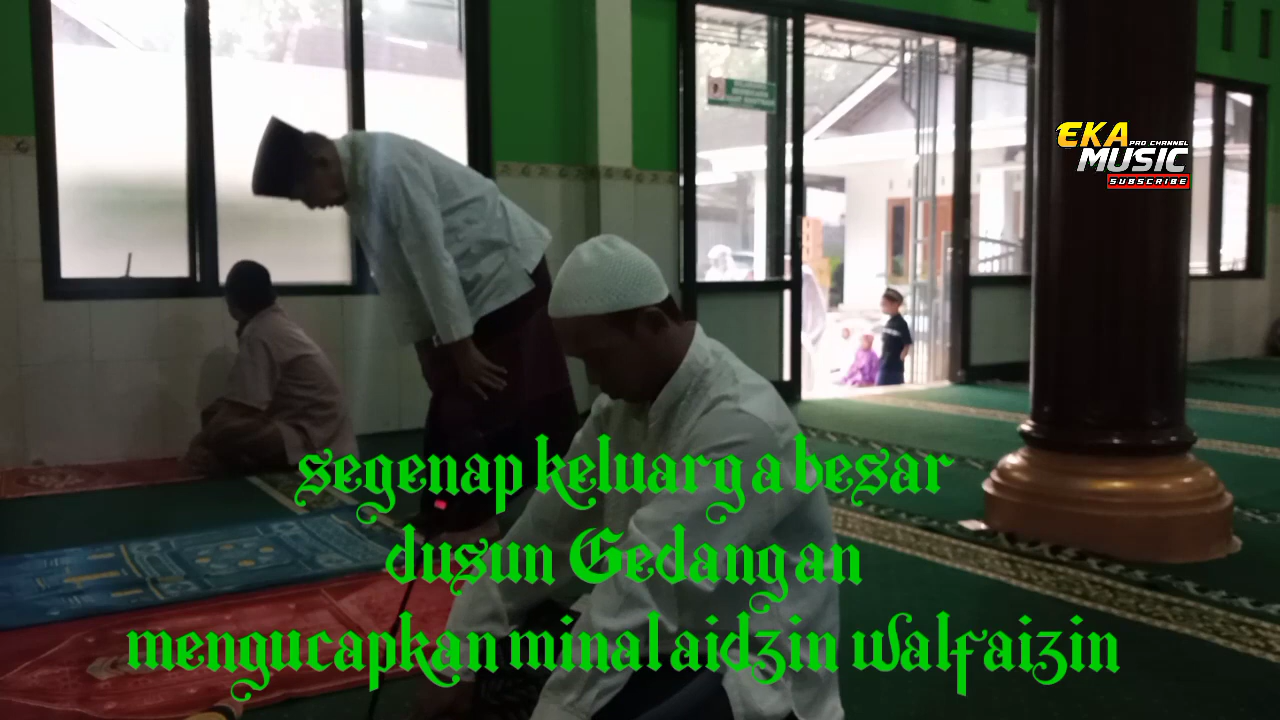 EKA
PRO CHANNEL
MUSIC
SUBSCRIBE
segenap keluarga besar
dusun Gedangan
mengucapkan minal aidzin walfaizin